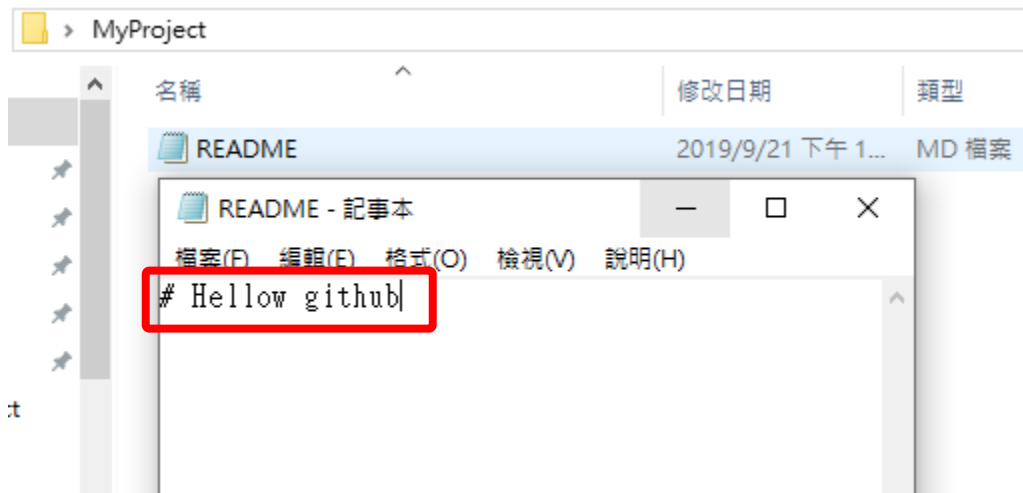 MyProject
名稱 修改日期 類型
README 2019/9/21 下午 1... MD 檔案
README - 記事本
檔案(F) 編輯(E) 格式(O) 檢視(V) 說明(H)
# Hellow github
:t